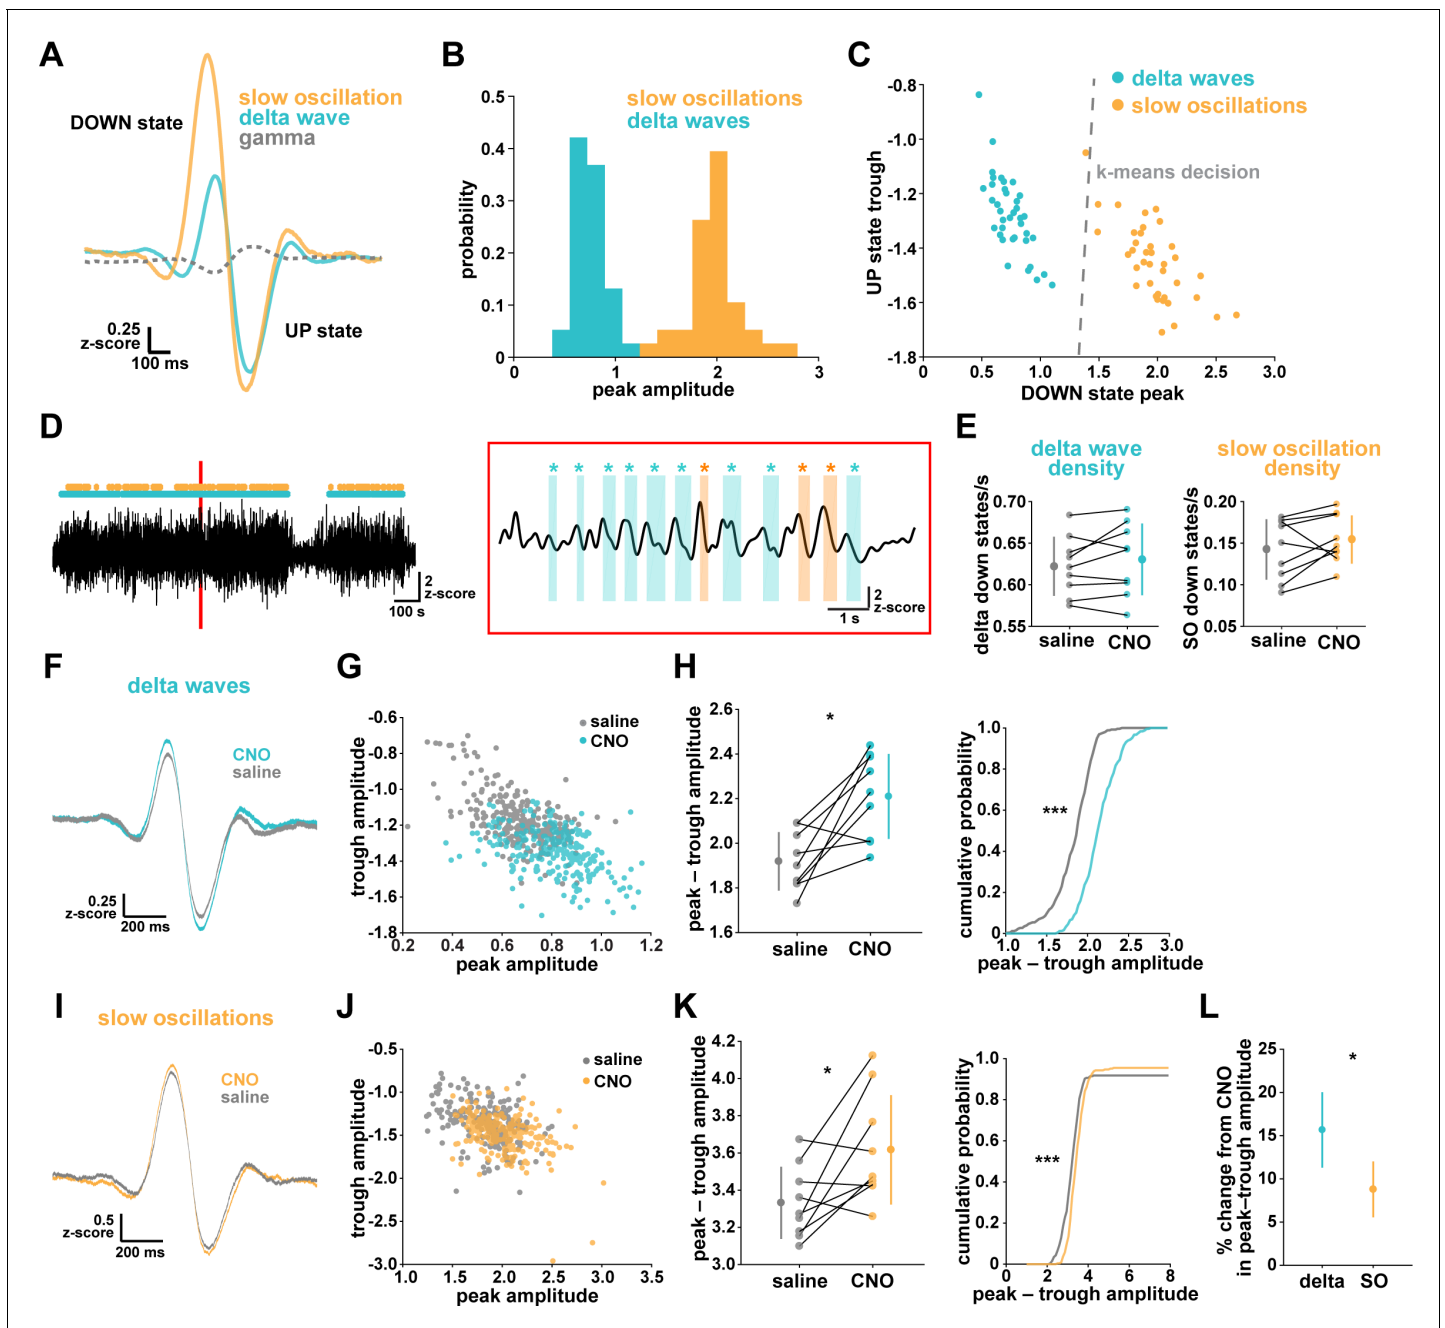 A
slow oscillation
delta wave
gamma
DOWN state
UP state
0.25
z-score
100 ms
B
slow oscillations
delta waves
probability
0.5
0.4
0.3
0.2
0.1
0
0
1
2
3
peak amplitude
C
delta waves
slow oscillations
k-means decision
UP state trough
-0.8
-1.0
-1.2
-1.4
-1.6
-1.8
0
0.5
1.0
1.5
2.0
2.5
3.0
DOWN state peak
D
2
z-score
100 s
* * * * * * * * * * * *
2
z-score
1 s
E
delta wave
density
delta down states/s
0.70
0.65
0.60
0.55
saline
CNO
slow oscillation
density
SO down states/s
0.20
0.15
0.10
0.05
saline
CNO
F
delta waves
CNO
saline
0.25
z-score
200 ms
G
saline
CNO
trough amplitude
-0.6
-0.8
-1.0
-1.2
-1.4
-1.6
-1.8
0.2
0.4
0.6
0.8
1.0
1.2
peak amplitude
H
peak – trough amplitude
2.6
2.4
2.2
2.0
1.8
1.6
*
saline
CNO
cumulative probability
1.0
0.8
0.6
0.4
0.2
0
***
1.0
1.5
2.0
2.5
3.0
peak – trough amplitude
I
slow oscillations
CNO
saline
0.5
z-score
200 ms
J
saline
CNO
trough amplitude
-0.5
-1.0
-1.5
-2.0
-2.5
-3.0
1.0
1.5
2.0
2.5
3.0
3.5
peak amplitude
K
peak – trough amplitude
4.2
4.0
3.8
3.6
3.4
3.2
3.0
*
saline
CNO
cumulative probability
1.0
0.8
0.6
0.4
0.2
0
***
0
2
4
6
8
peak – trough amplitude
L
% change from CNO
in peak–trough amplitude
25
20
15
10
5
0
*
delta
SO